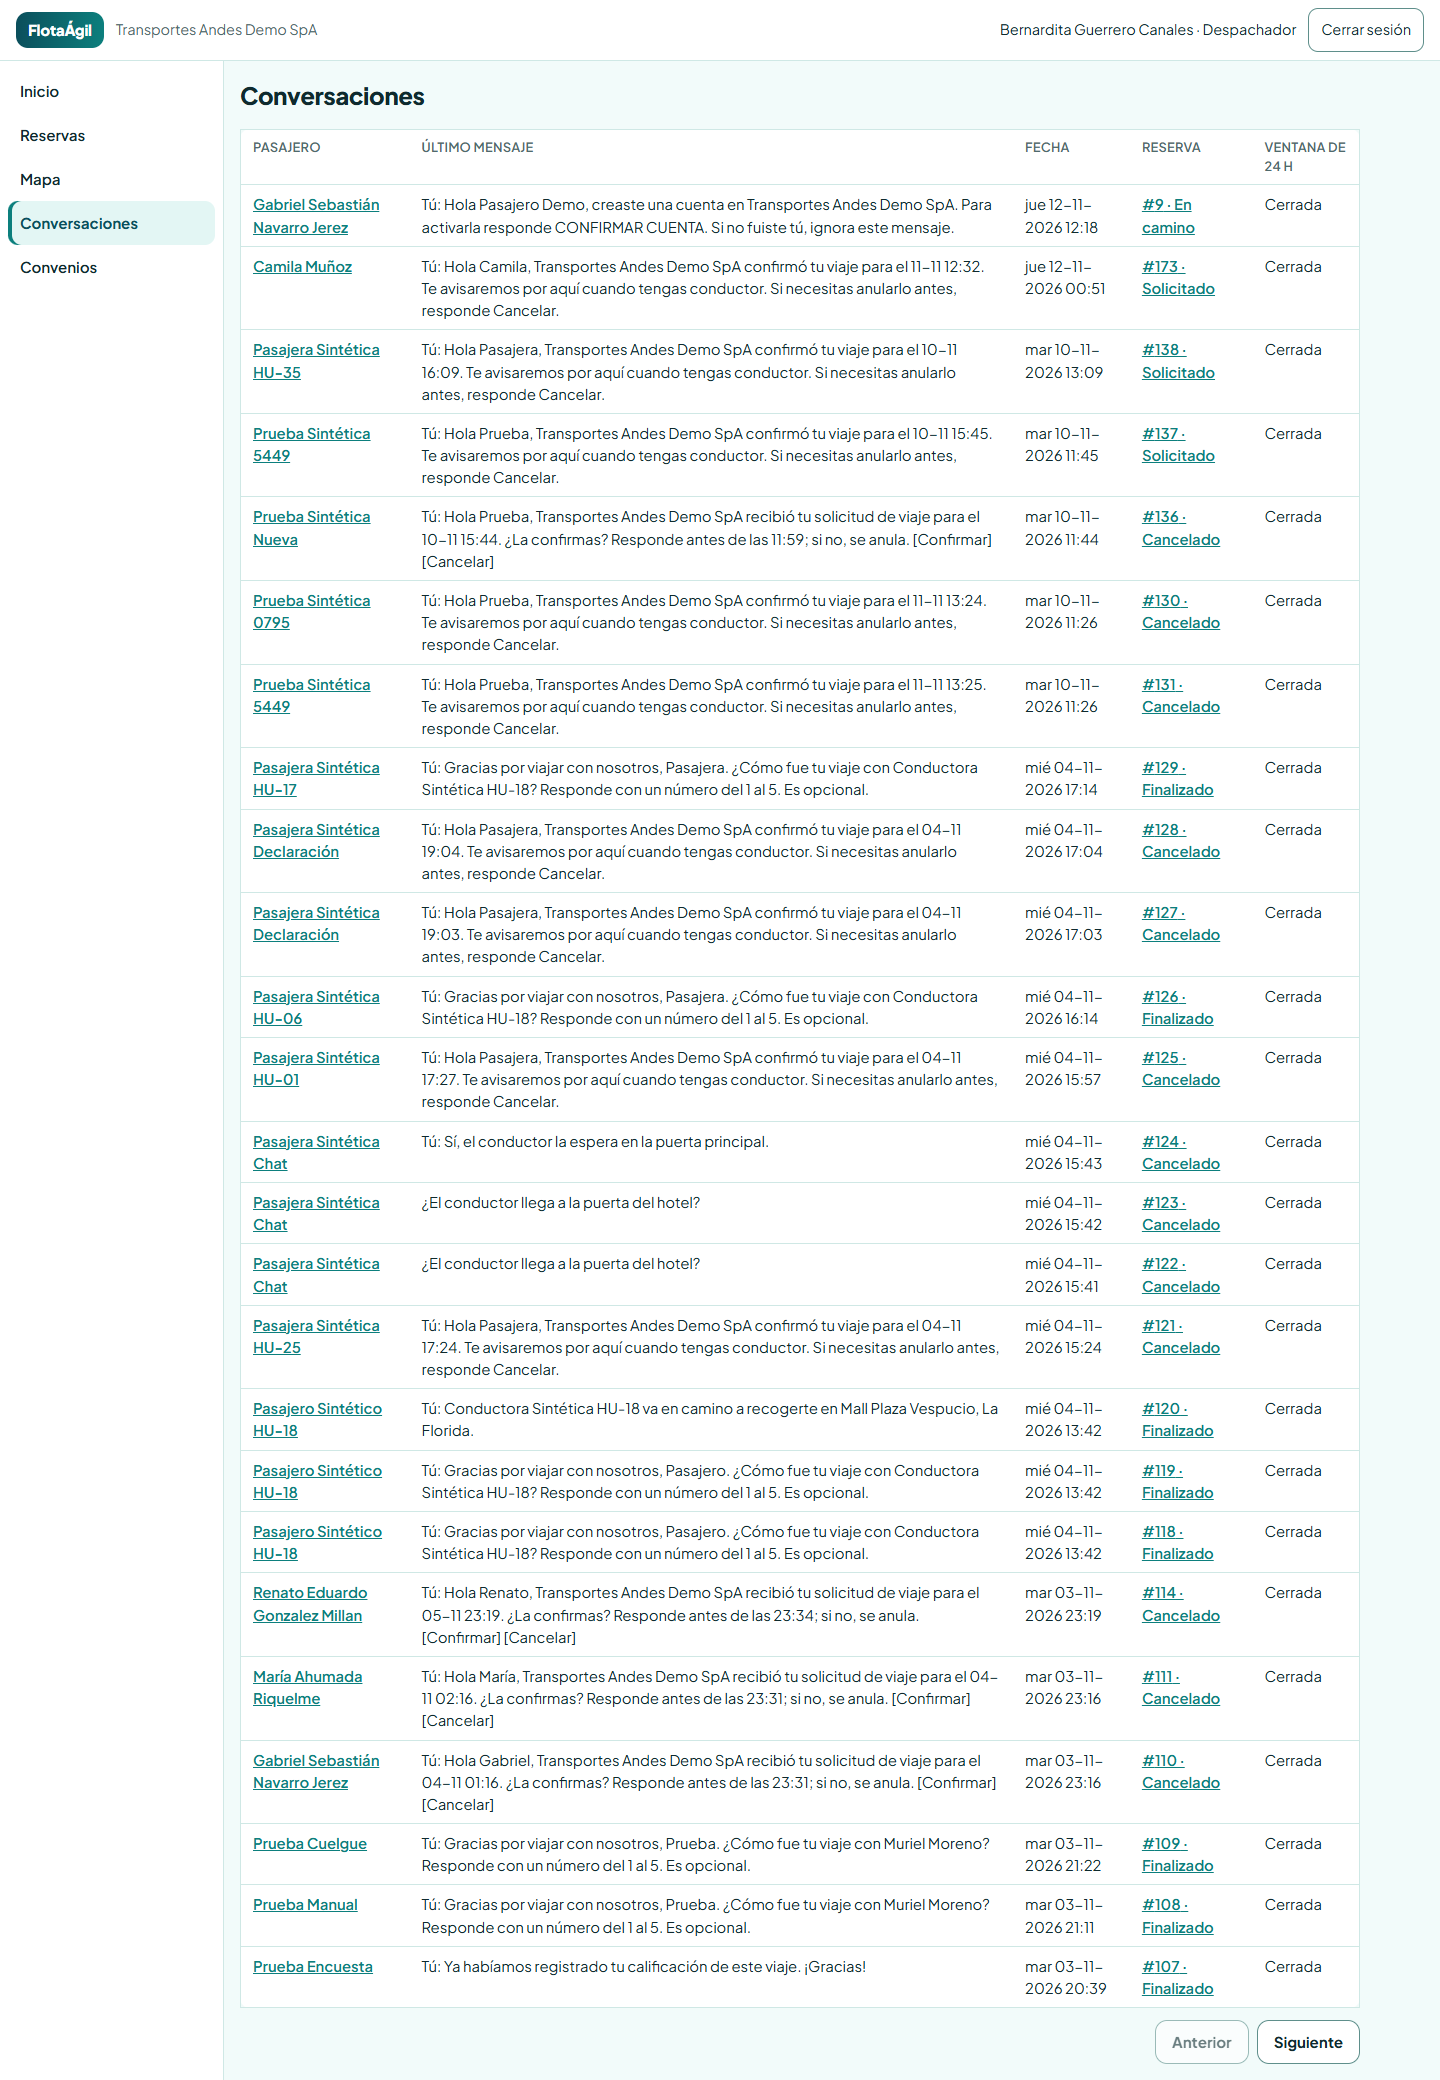 FlotaÁgil
Transportes Andes Demo SpA
Bernardita Guerrero Canales · Despachador
Cerrar sesión
Inicio
Reservas
Mapa
Conversaciones
Convenios
Conversaciones
PASAJERO
ÚLTIMO MENSAJE
FECHA
RESERVA
VENTANA DE
24 H
Gabriel Sebastián
Navarro Jerez
Tú: Hola Pasajero Demo, creaste una cuenta en Transportes Andes Demo SpA. Para
activarla responde CONFIRMAR CUENTA. Si no fuiste tú, ignora este mensaje.
jue 12-11-
2026 12:18
#9 · En
camino
Cerrada
Camila Muñoz
Tú: Hola Camila, Transportes Andes Demo SpA confirmó tu viaje para el 11-11 12:32.
Te avisaremos por aquí cuando tengas conductor. Si necesitas anularlo antes,
responde Cancelar.
jue 12-11-
2026 00:51
#173 ·
Solicitado
Cerrada
Pasajera Sintética
HU-35
Tú: Hola Pasajera, Transportes Andes Demo SpA confirmó tu viaje para el 10-11
16:09. Te avisaremos por aquí cuando tengas conductor. Si necesitas anularlo
antes, responde Cancelar.
mar 10-11-
2026 13:09
#138 ·
Solicitado
Cerrada
Prueba Sintética
5449
Tú: Hola Prueba, Transportes Andes Demo SpA confirmó tu viaje para el 10-11 15:45.
Te avisaremos por aquí cuando tengas conductor. Si necesitas anularlo antes,
responde Cancelar.
mar 10-11-
2026 11:45
#137 ·
Solicitado
Cerrada
Prueba Sintética
Nueva
Tú: Hola Prueba, Transportes Andes Demo SpA recibió tu solicitud de viaje para el
10-11 15:44. ¿La confirmas? Responde antes de las 11:59; si no, se anula. [Confirmar]
[Cancelar]
mar 10-11-
2026 11:44
#136 ·
Cancelado
Cerrada
Prueba Sintética
0795
Tú: Hola Prueba, Transportes Andes Demo SpA confirmó tu viaje para el 11-11 13:24.
Te avisaremos por aquí cuando tengas conductor. Si necesitas anularlo antes,
responde Cancelar.
mar 10-11-
2026 11:26
#130 ·
Cancelado
Cerrada
Prueba Sintética
5449
Tú: Hola Prueba, Transportes Andes Demo SpA confirmó tu viaje para el 11-11 13:25.
Te avisaremos por aquí cuando tengas conductor. Si necesitas anularlo antes,
responde Cancelar.
mar 10-11-
2026 11:26
#131 ·
Cancelado
Cerrada
Pasajera Sintética
HU-17
Tú: Gracias por viajar con nosotros, Pasajera. ¿Cómo fue tu viaje con Conductora
Sintética HU-18? Responde con un número del 1 al 5. Es opcional.
mié 04-11-
2026 17:14
#129 ·
Finalizado
Cerrada
Pasajera Sintética
Declaración
Tú: Hola Pasajera, Transportes Andes Demo SpA confirmó tu viaje para el 04-11
19:04. Te avisaremos por aquí cuando tengas conductor. Si necesitas anularlo
antes, responde Cancelar.
mié 04-11-
2026 17:04
#128 ·
Cancelado
Cerrada
Pasajera Sintética
Declaración
Tú: Hola Pasajera, Transportes Andes Demo SpA confirmó tu viaje para el 04-11
19:03. Te avisaremos por aquí cuando tengas conductor. Si necesitas anularlo
antes, responde Cancelar.
mié 04-11-
2026 17:03
#127 ·
Cancelado
Cerrada
Pasajera Sintética
HU-06
Tú: Gracias por viajar con nosotros, Pasajera. ¿Cómo fue tu viaje con Conductora
Sintética HU-18? Responde con un número del 1 al 5. Es opcional.
mié 04-11-
2026 16:14
#126 ·
Finalizado
Cerrada
Pasajera Sintética
HU-01
Tú: Hola Pasajera, Transportes Andes Demo SpA confirmó tu viaje para el 04-11
17:27. Te avisaremos por aquí cuando tengas conductor. Si necesitas anularlo antes,
responde Cancelar.
mié 04-11-
2026 15:57
#125 ·
Cancelado
Cerrada
Pasajera Sintética
Chat
Tú: Sí, el conductor la espera en la puerta principal.
mié 04-11-
2026 15:43
#124 ·
Cancelado
Cerrada
Pasajera Sintética
Chat
¿El conductor llega a la puerta del hotel?
mié 04-11-
2026 15:42
#123 ·
Cancelado
Cerrada
Pasajera Sintética
Chat
¿El conductor llega a la puerta del hotel?
mié 04-11-
2026 15:41
#122 ·
Cancelado
Cerrada
Pasajera Sintética
HU-25
Tú: Hola Pasajera, Transportes Andes Demo SpA confirmó tu viaje para el 04-11
17:24. Te avisaremos por aquí cuando tengas conductor. Si necesitas anularlo antes,
responde Cancelar.
mié 04-11-
2026 15:24
#121 ·
Cancelado
Cerrada
Pasajero Sintético
HU-18
Tú: Conductora Sintética HU-18 va en camino a recogerte en Mall Plaza Vespucio, La
Florida.
mié 04-11-
2026 13:42
#120 ·
Finalizado
Cerrada
Pasajero Sintético
HU-18
Tú: Gracias por viajar con nosotros, Pasajero. ¿Cómo fue tu viaje con Conductora
Sintética HU-18? Responde con un número del 1 al 5. Es opcional.
mié 04-11-
2026 13:42
#119 ·
Finalizado
Cerrada
Pasajero Sintético
HU-18
Tú: Gracias por viajar con nosotros, Pasajero. ¿Cómo fue tu viaje con Conductora
Sintética HU-18? Responde con un número del 1 al 5. Es opcional.
mié 04-11-
2026 13:42
#118 ·
Finalizado
Cerrada
Renato Eduardo
Gonzalez Millan
Tú: Hola Renato, Transportes Andes Demo SpA recibió tu solicitud de viaje para el
05-11 23:19. ¿La confirmas? Responde antes de las 23:34; si no, se anula.
[Confirmar] [Cancelar]
mar 03-11-
2026 23:19
#114 ·
Cancelado
Cerrada
María Ahumada
Riquelme
Tú: Hola María, Transportes Andes Demo SpA recibió tu solicitud de viaje para el 04-
11 02:16. ¿La confirmas? Responde antes de las 23:31; si no, se anula. [Confirmar]
[Cancelar]
mar 03-11-
2026 23:16
#111 ·
Cancelado
Cerrada
Gabriel Sebastián
Navarro Jerez
Tú: Hola Gabriel, Transportes Andes Demo SpA recibió tu solicitud de viaje para el
04-11 01:16. ¿La confirmas? Responde antes de las 23:31; si no, se anula. [Confirmar]
[Cancelar]
mar 03-11-
2026 23:16
#110 ·
Cancelado
Cerrada
Prueba Cuelgue
Tú: Gracias por viajar con nosotros, Prueba. ¿Cómo fue tu viaje con Muriel Moreno?
Responde con un número del 1 al 5. Es opcional.
mar 03-11-
2026 21:22
#109 ·
Finalizado
Cerrada
Prueba Manual
Tú: Gracias por viajar con nosotros, Prueba. ¿Cómo fue tu viaje con Muriel Moreno?
Responde con un número del 1 al 5. Es opcional.
mar 03-11-
2026 21:11
#108 ·
Finalizado
Cerrada
Prueba Encuesta
Tú: Ya habíamos registrado tu calificación de este viaje. ¡Gracias!
mar 03-11-
2026 20:39
#107 ·
Finalizado
Cerrada
Anterior
Siguiente